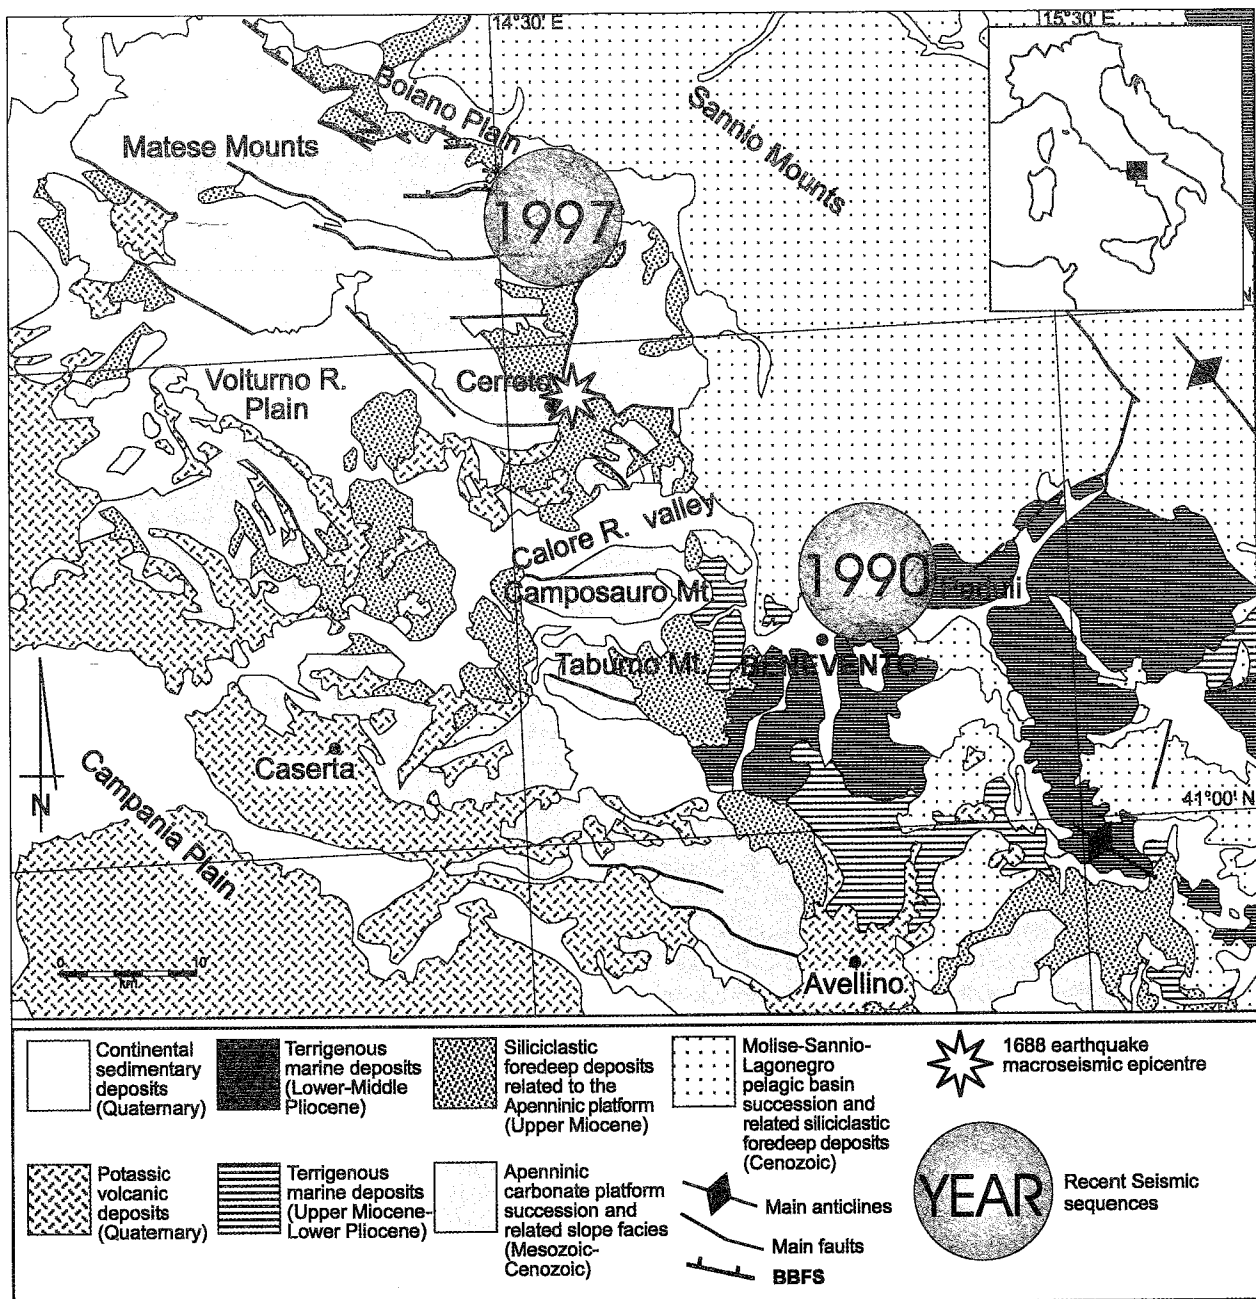 14°30' E
15°30' E
Boiano Plain
Sannio Mounts
Matese Mounts
1997
N
Volturno R.
Plain
Cerreto
Calore R. valley
1990
Camposauro Mt.
Taburno Mt.
BENEVENTO
Caserta
N
Campania Plain
41°00' N
0 10
km
Avellino
Continental
sedimentary
deposits
(Quaternary)
Terrigenous
marine deposits
(Lower-Middle
Pliocene)
Siliciclastic
foredeep deposits
related to the
Apenninic platform
(Upper Miocene)
Molise-Sannio-
Lagonegro
pelagic basin
succession and
related siliciclastic
foredeep deposits
(Cenozoic)
1688 earthquake
macroseismic epicentre
Potassic
volcanic
deposits
(Quaternary)
Terrigenous
marine deposits
(Upper Miocene-
Lower Pliocene)
Apenninic
carbonate platform
succession and
related slope facies
(Mesozoic-
Cenozoic)
Main anticlines
Main faults
BBFS
YEAR
Recent Seismic
sequences